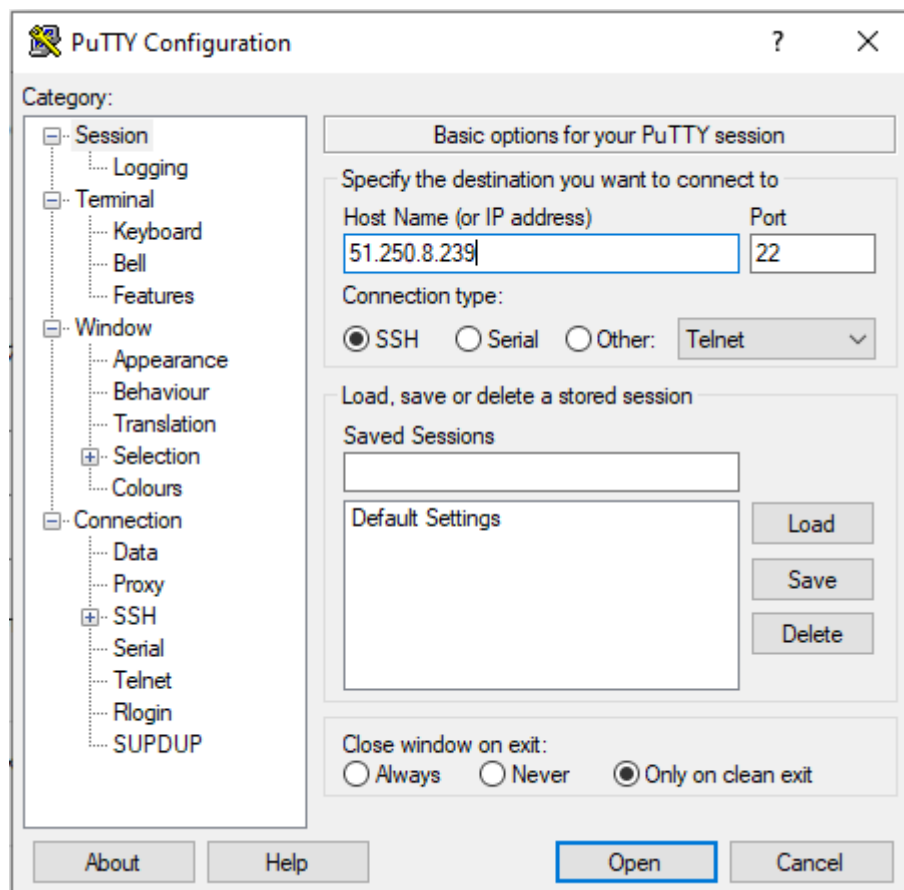 PuTTY Configuration
?
Category:
Session
Logging
Terminal
Keyboard
Bell
Features
Window
Appearance
Behaviour
Translation
Selection
Colours
Connection
Data
Proxy
SSH
Serial
Telnet
Rlogin
SUPDUP
Basic options for your PuTTY session
Specify the destination you want to connect to
Host Name (or IP address) Port
51.250.8.239 22
Connection type:
SSH Serial Other: Telnet
Load, save or delete a stored session
Saved Sessions
Default Settings
Load
Save
Delete
Close window on exit:
Always Never Only on clean exit
About Help Open Cancel